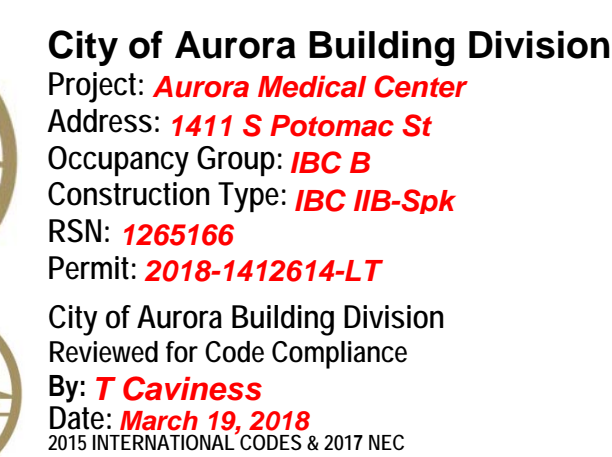 City of Aurora Building Division
Project: Aurora Medical Center
Address: 1411 S Potomac St
Occupancy Group: IBC B
Construction Type: IBC IIB-Spk
RSN: 1265166
Permit: 2018-1412614-LT
City of Aurora Building Division
Reviewed for Code Compliance
By: T Caviness
Date: March 19, 2018
2015 INTERNATIONAL CODES & 2017 NEC